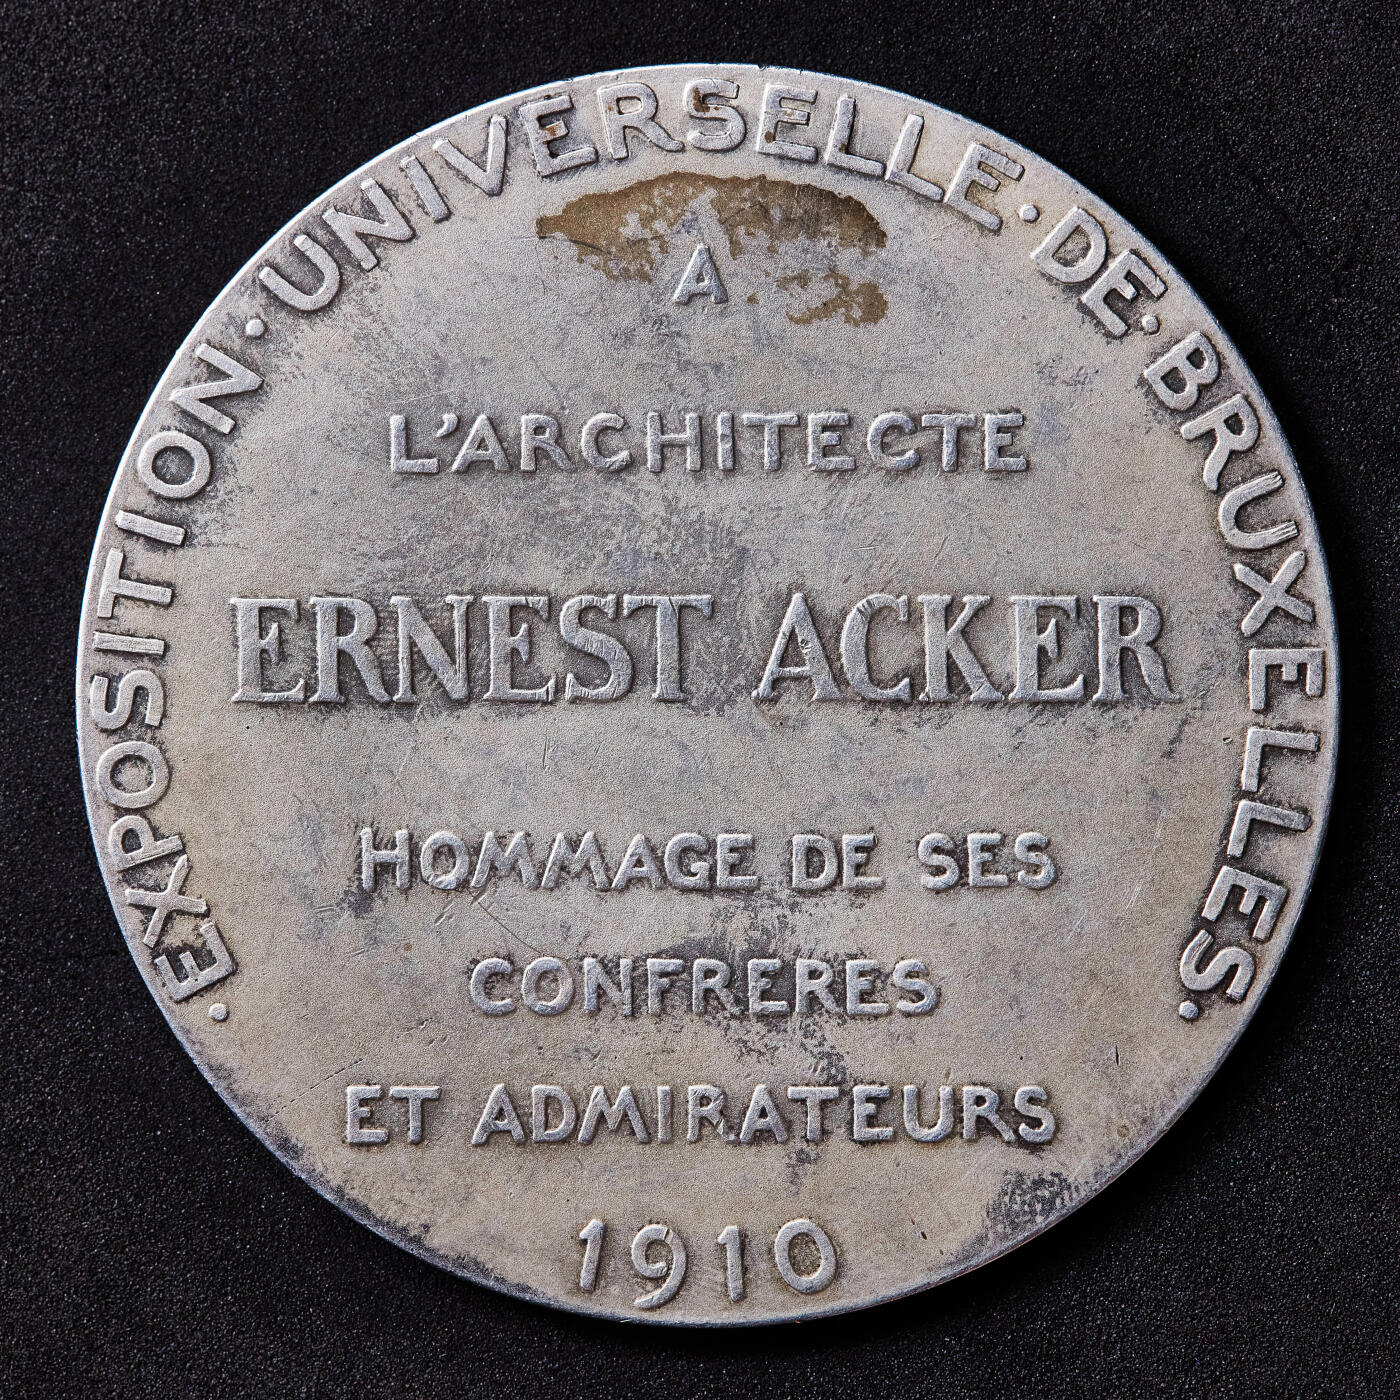 · EXPOSITION · UNIVERSELLE · DE · BRUXELLES ·
A
L'ARCHITECTE
ERNEST ACKER
HOMMAGE DE SES
CONFRERES
ET ADMIRATEURS
1910